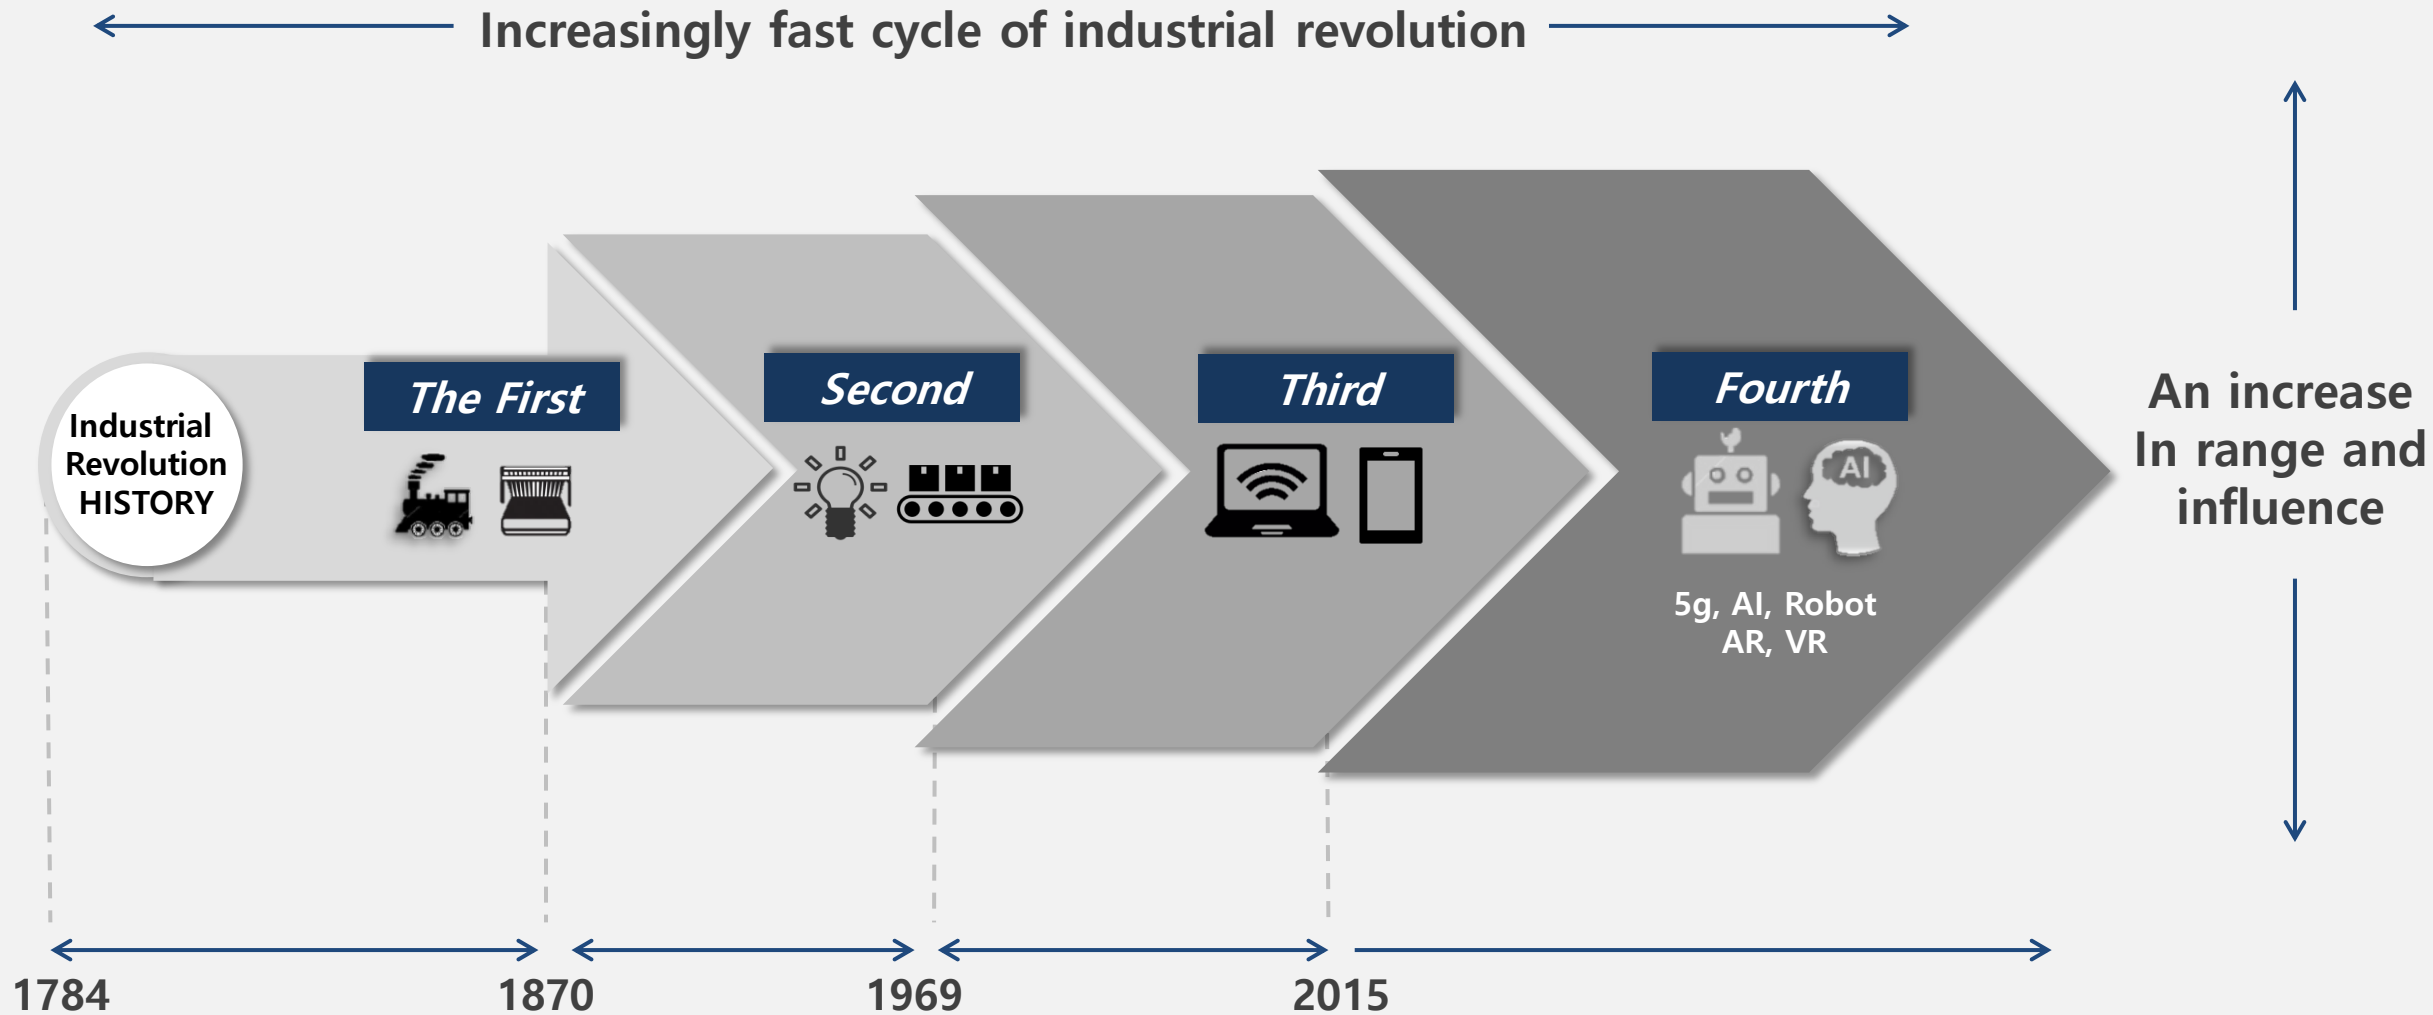 Increasingly fast cycle of industrial revolution
Industrial
Revolution
HISTORY
The First
Second
Third
Fourth
AI
5g, AI, Robot
AR, VR
An increase
In range and
influence
1784
1870
1969
2015